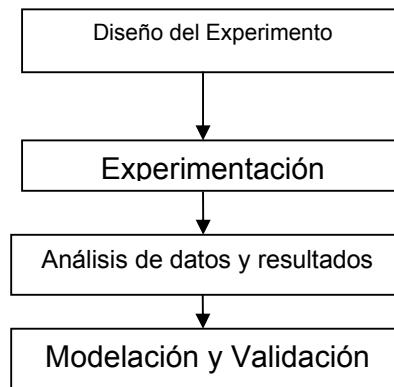 Diseño del Experimento
Experimentación
Análisis de datos y resultados
Modelación y Validación